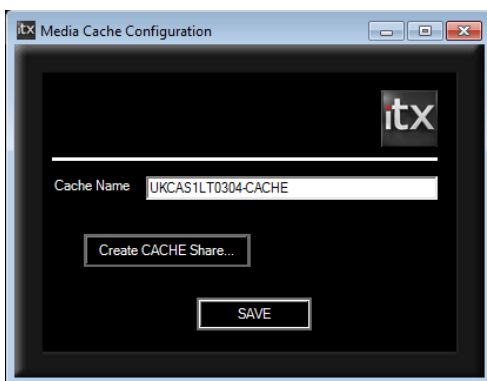 itx Media Cache Configuration
itx
Cache Name UKCAS1LT0304-CACHE
Create CACHE Share...
SAVE